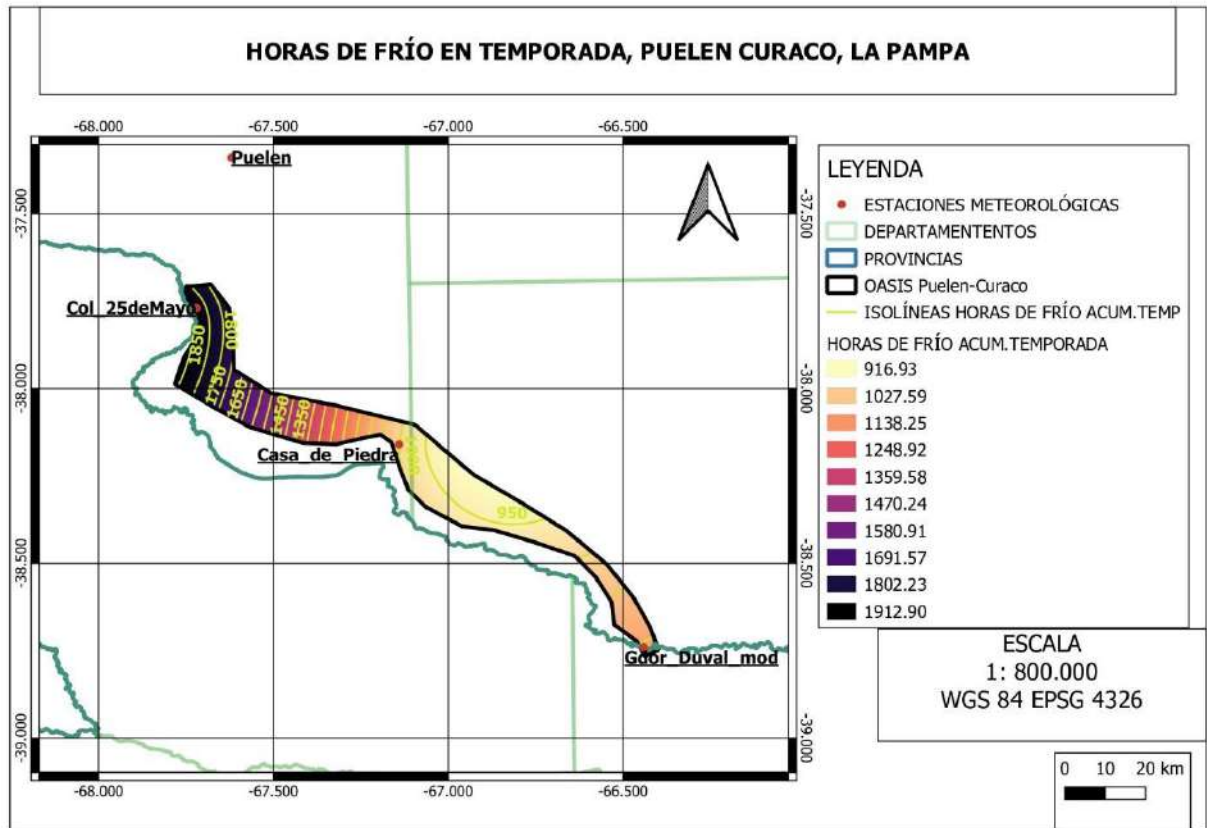 HORAS DE FRÍO EN TEMPORADA, PUELEN CURACO, LA PAMPA
-68.000 -67.500 -67.000 -66.500
Puelen
-37.500 -37.500
Col_25deMayo
1850
1800
1750
1650
-38.000 -38.000
1450
1350
Casa_de_Piedra
950
-38.500 -38.500
Gdor_Duval_mod
-39.000 -39.000
-68.000 -67.500 -67.000 -66.500
LEYENDA
ESTACIONES METEOROLÓGICAS
DEPARTAMENTENTOS
PROVINCIAS
OASIS Puelen-Curaco
ISOLÍNEAS HORAS DE FRÍO ACUM.TEMP
HORAS DE FRÍO ACUM.TEMPORADA
916.93
1027.59
1138.25
1248.92
1359.58
1470.24
1580.91
1691.57
1802.23
1912.90
ESCALA
1: 800.000
WGS 84 EPSG 4326
0 10 20 km